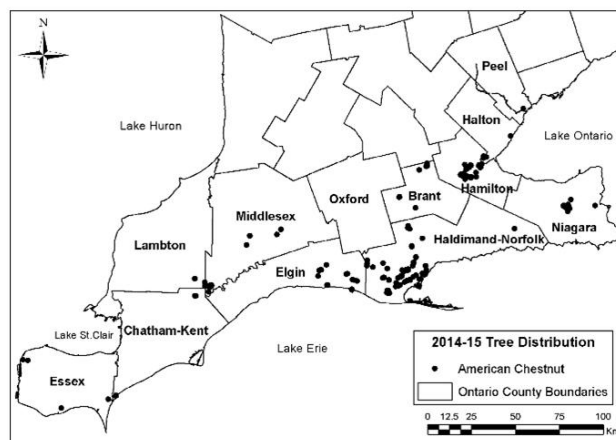 N
Peel
Lake Huron
Halton
Lake Ontario
Oxford
Brant
Hamilton
Middlesex
Niagara
Lambton
Haldimand-Norfolk
Elgin
Lake St.Clair
Chatham-Kent
Lake Erie
Essex
2014-15 Tree Distribution
American Chestnut
Ontario County Boundaries
0 12.5 25 50 75 100